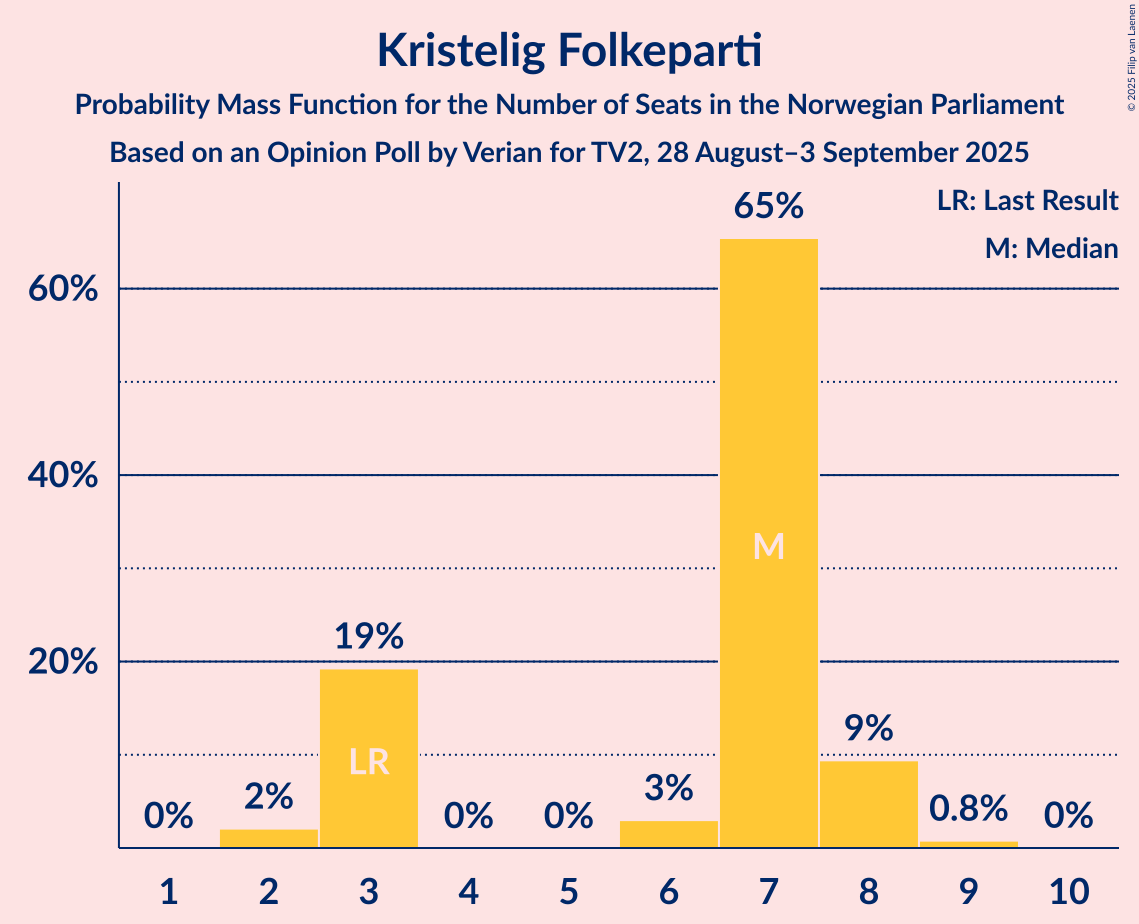 Kristelig Folkeparti
Probability Mass Function for the Number of Seats in the Norwegian Parliament
Based on an Opinion Poll by Verian for TV2, 28 August–3 September 2025
© 2025 Filip van Laenen
LR: Last Result
M: Median
65%
60%
40%
M
19%
20%
LR
9%
3%
2%
0.8%
0%
0%
0%
0%
1 2 3 4 5 6 7 8 9 10